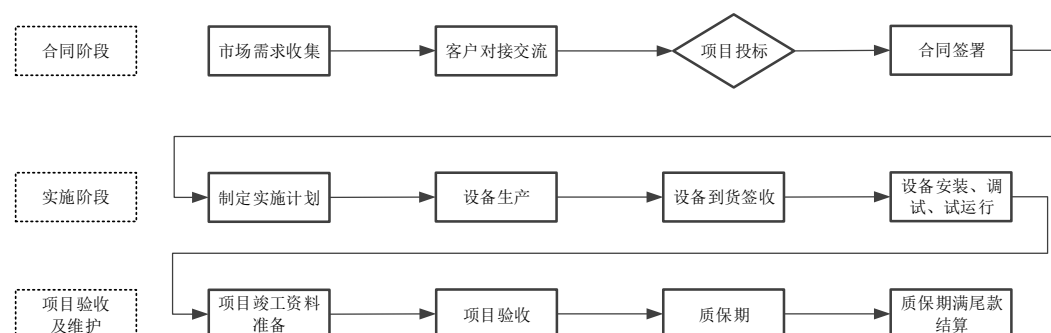 合同阶段
市场需求收集
客户对接交流
项目投标
合同签署
实施阶段
制定实施计划
设备生产
设备到货签收
设备安装、调
试、试运行
项目验收
及维护
项目竣工资料
准备
项目验收
质保期
质保期满尾款
结算